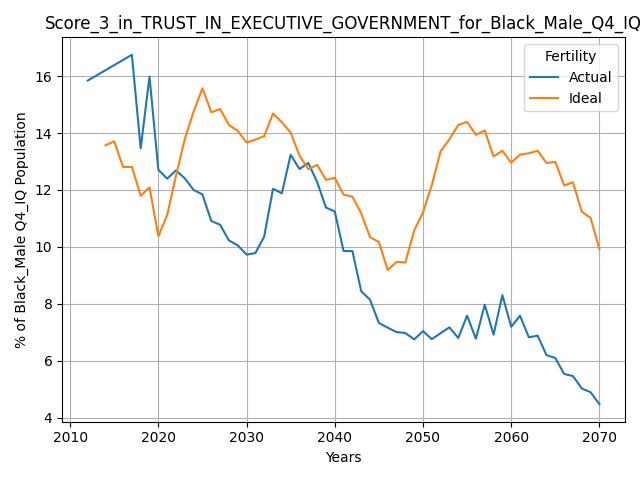 Score_3_in_TRUST_IN_EXECUTIVE_GOVERNMENT_for_Black_Male_Q4_IQ
Fertility
Actual
Ideal
% of Black_Male Q4_IQ Population
16
14
12
10
8
6
4
2010 2020 2030 2040 2050 2060 2070
Years